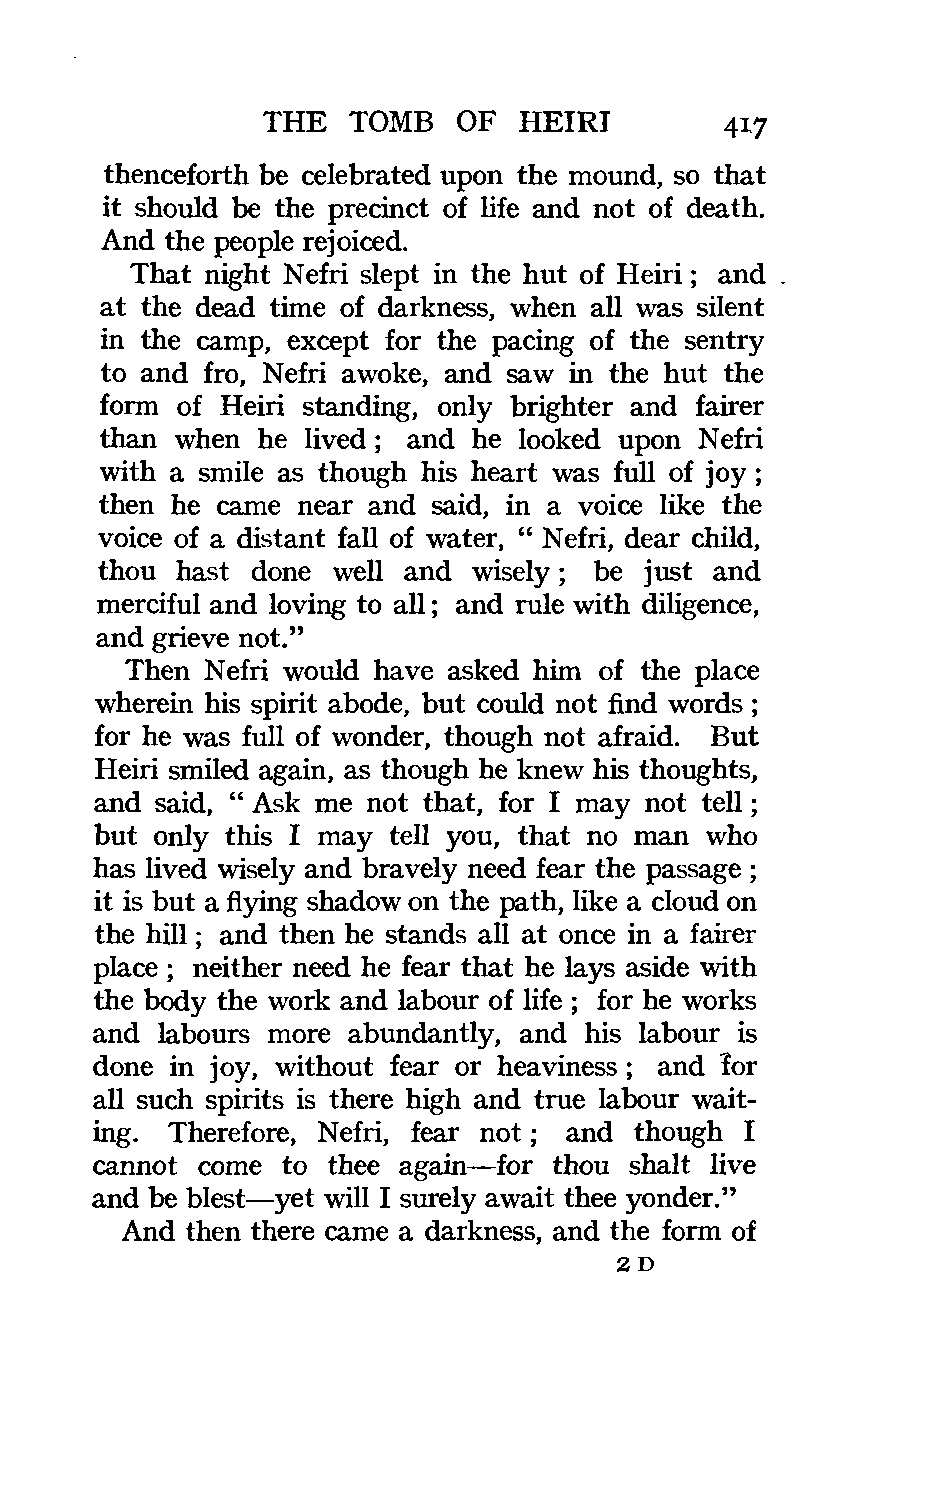 THE TOMB OF HEIRI 417
thenceforth be celebrated upon the mound, so that
it should be the precinct of life and not of death.
And the people rejoiced.
That night Nefri slept in the hut of Heiri ; and
at the dead time of darkness, when all was silent
in the camp, except for the pacing of the sentry
to and fro, Nefri awoke, and saw in the hut the
form of Heiri standing, only brighter and fairer
than when he lived ; and he looked upon Nefri
with a smile as though his heart was full of joy ;
then he came near and said, in a voice like the
voice of a distant fall of water, “ Nefri, dear child,
thou hast done well and wisely ; be just and
merciful and loving to all ; and rule with diligence,
and grieve not.”
Then Nefri would have asked him of the place
wherein his spirit abode, but could not find words ;
for he was full of wonder, though not afraid. But
Heiri smiled again, as though he knew his thoughts,
and said, “ Ask me not that, for I may not tell ;
but only this I may tell you, that no man who
has lived wisely and bravely need fear the passage ;
it is but a flying shadow on the path, like a cloud on
the hill ; and then he stands all at once in a fairer
place ; neither need he fear that he lays aside with
the body the work and labour of life ; for he works
and labours more abundantly, and his labour is
done in joy, without fear or heaviness ; and for
all such spirits is there high and true labour wait-
ing. Therefore, Nefri, fear not ; and though I
cannot come to thee again—for thou shalt live
and be blest—yet will I surely await thee yonder.”
And then there came a darkness, and the form of
2 D